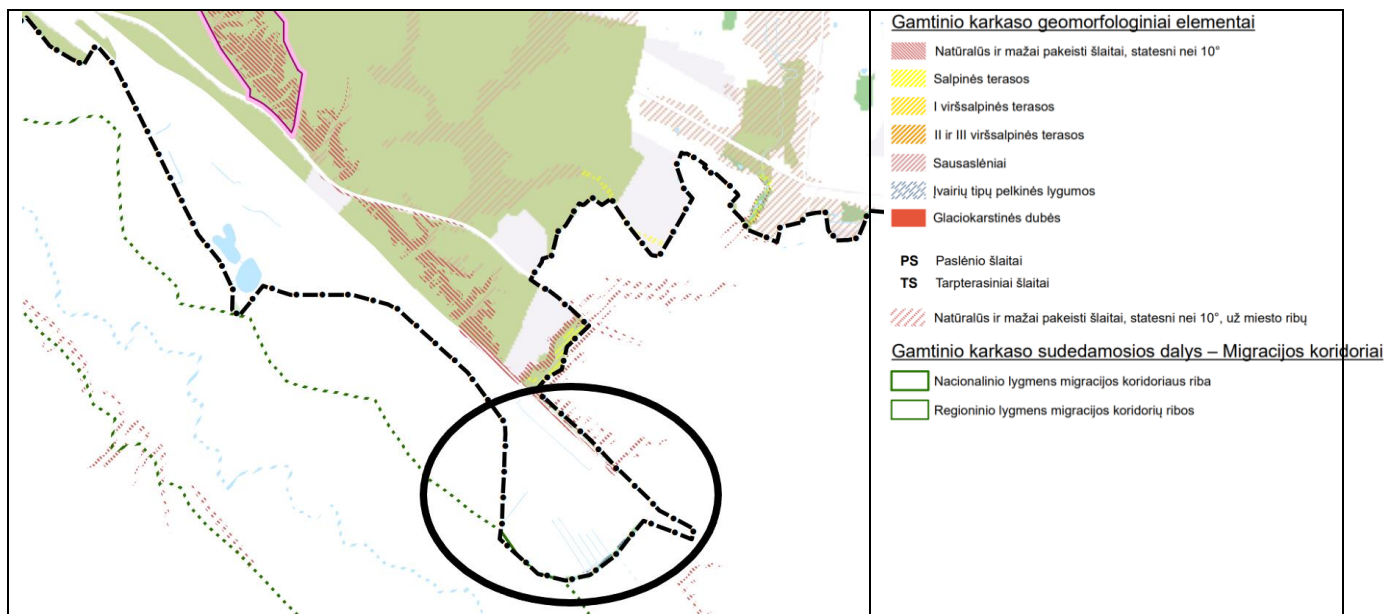 Gamtinio karkaso geomorfologiniai elementai
Natūralūs ir mažai pakeisti šlaitai, statesni nei 10°
Salpinės terasos
I viršsalpinės terasos
II ir III viršsalpinės terasos
Sausaslėniai
Įvairių tipų pelkinės lygumos
Glaciokarstinės dubės
PS Paslėnio šlaitai
TS Tarpterasiniai šlaitai
Natūralūs ir mažai pakeisti šlaitai, statesni nei 10°, už miesto ribų
Gamtinio karkaso sudedamosios dalys – Migracijos koridoriai
Nacionalinio lygmens migracijos koridoriaus riba
Regioninio lygmens migracijos koridorių ribos